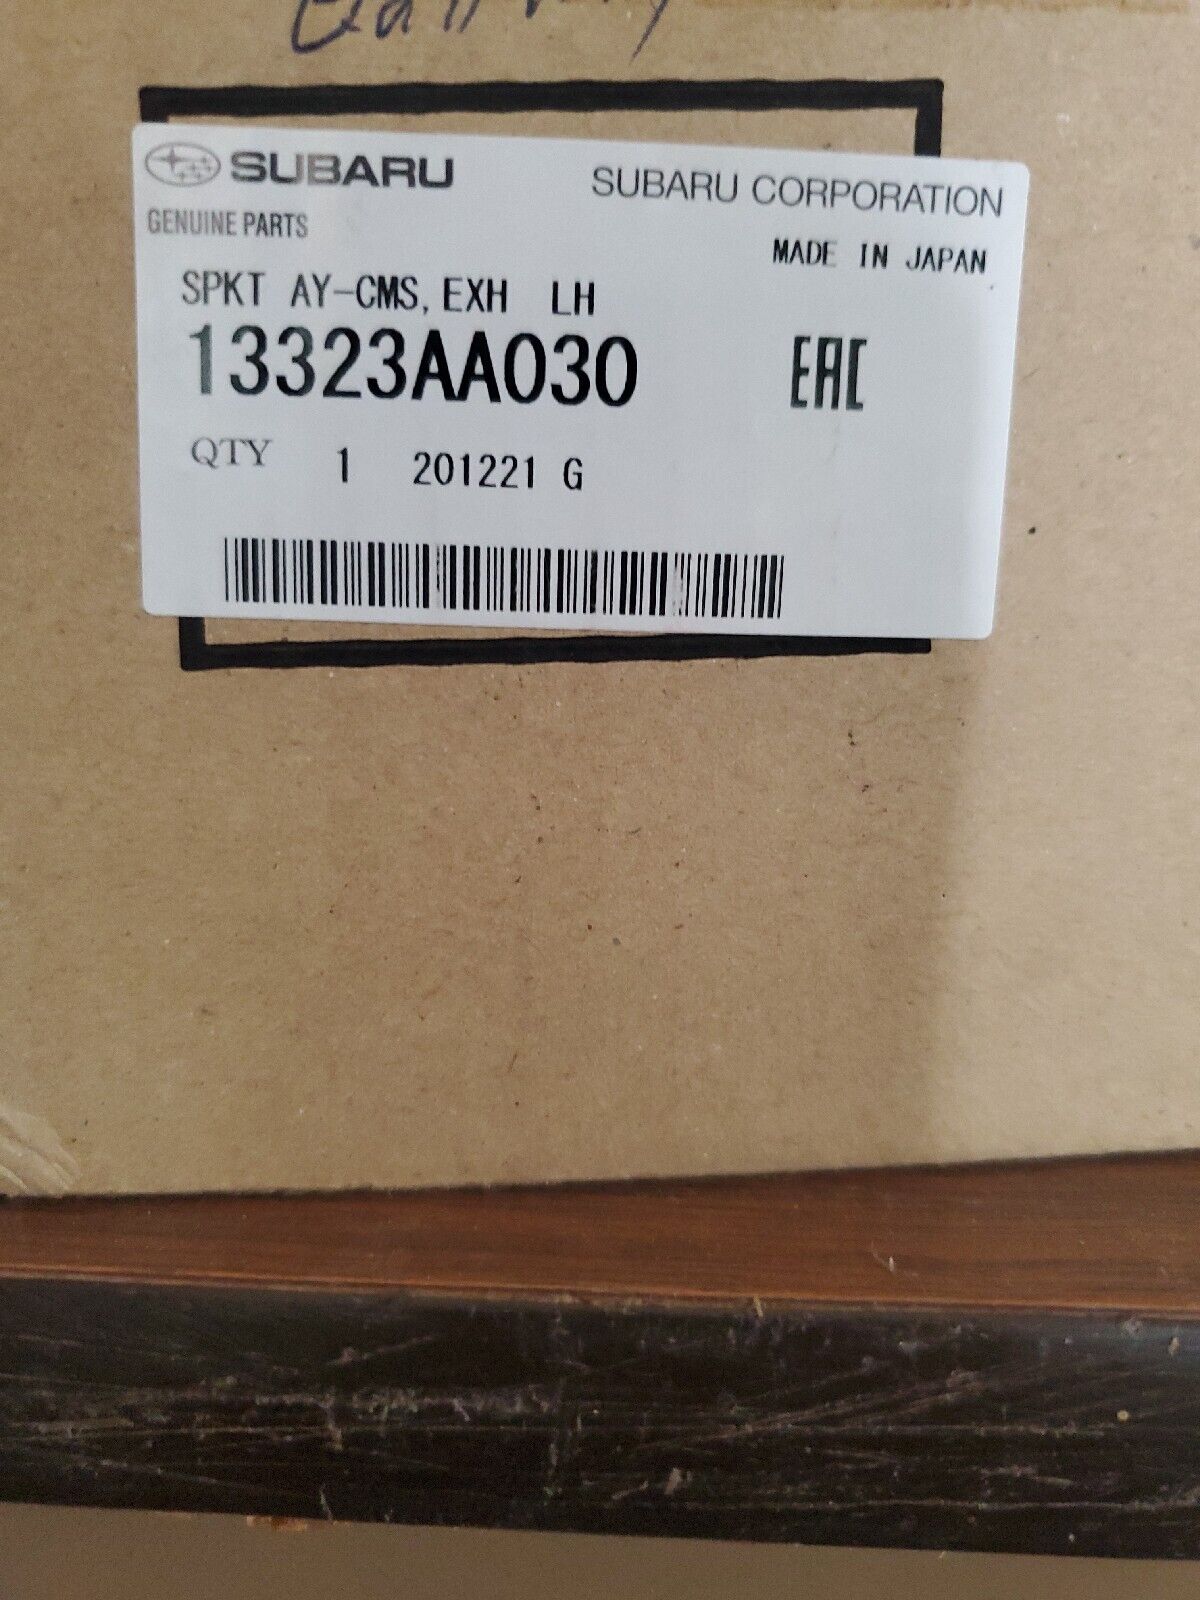 SUBARU
SUBARU CORPORATION
GENUINE PARTS
MADE IN JAPAN
SPKT AY-CMS, EXH LH
13323AA030
EAC
QTY 1 201221 G